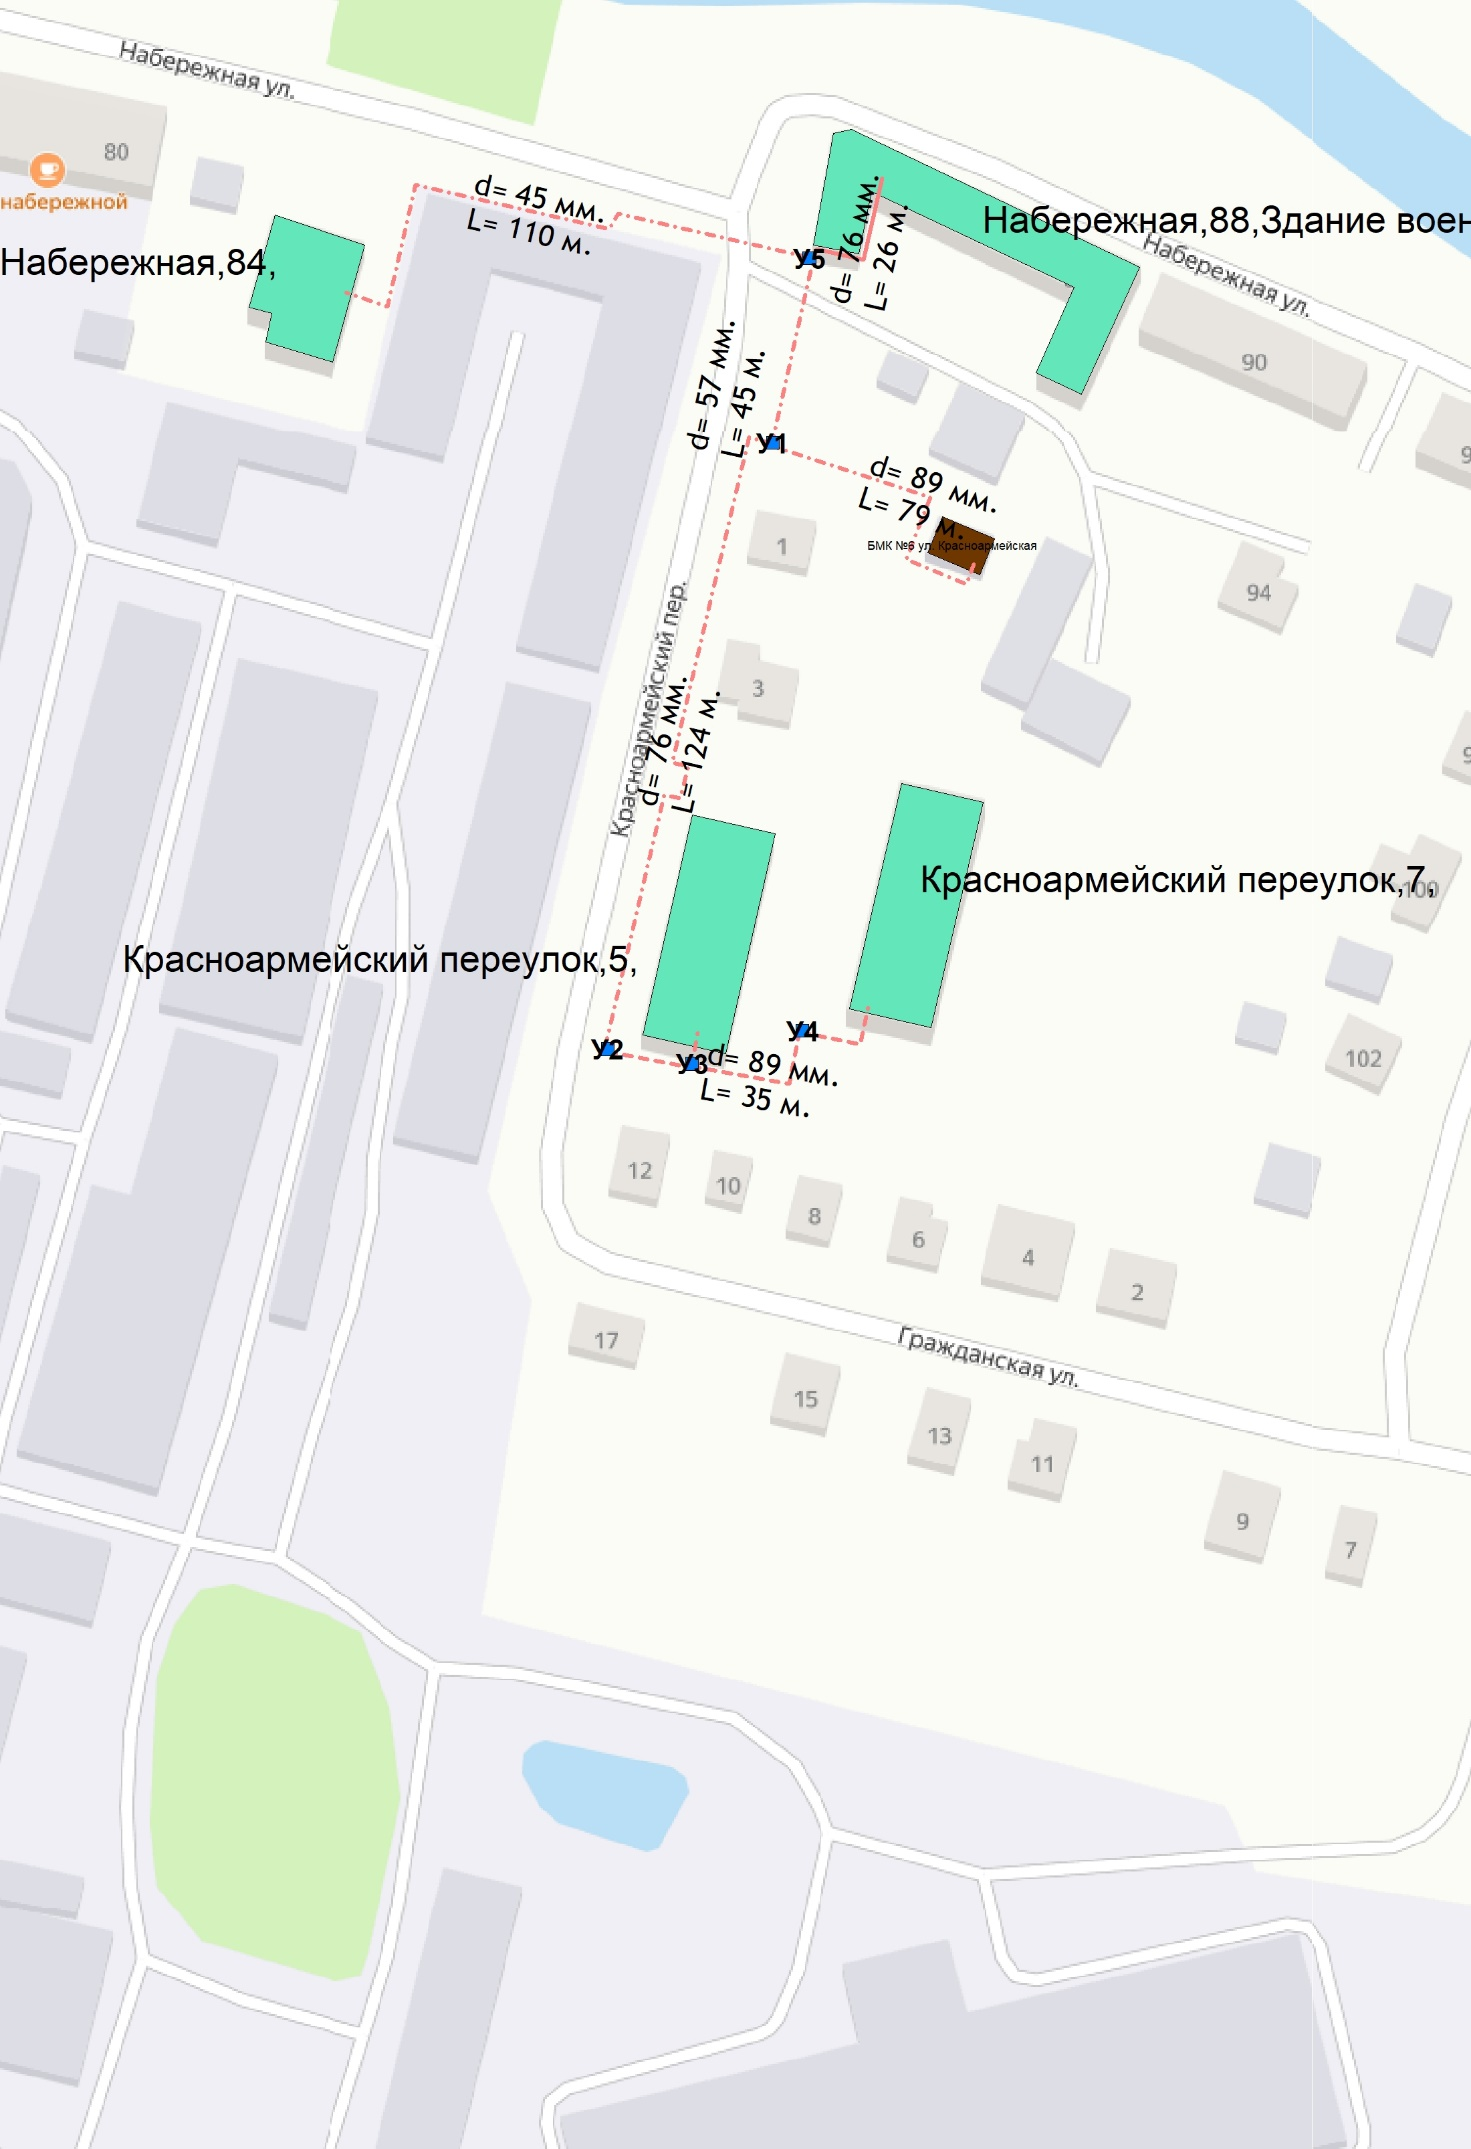 Набережная ул.
80
набережной
d= 45 мм.
L= 110 м.
Набережная,84,
У5
d= 76 мм.
L= 26 м.
Набережная,88,Здание воен
Набережная ул.
90
d= 57 мм.
L= 45 м.
У1
d= 89 мм.
L= 79 м.
БМК №6 ул. Красноармейская
1
94
3
Красноармейский пер.
d= 76 мм.
L= 124 м.
Красноармейский переулок,7,
100
Красноармейский переулок,5,
У2
У3
У4
d= 89 мм.
L= 35 м.
102
12
10
8
6
4
2
17
Гражданская ул.
15
13
11
9
7